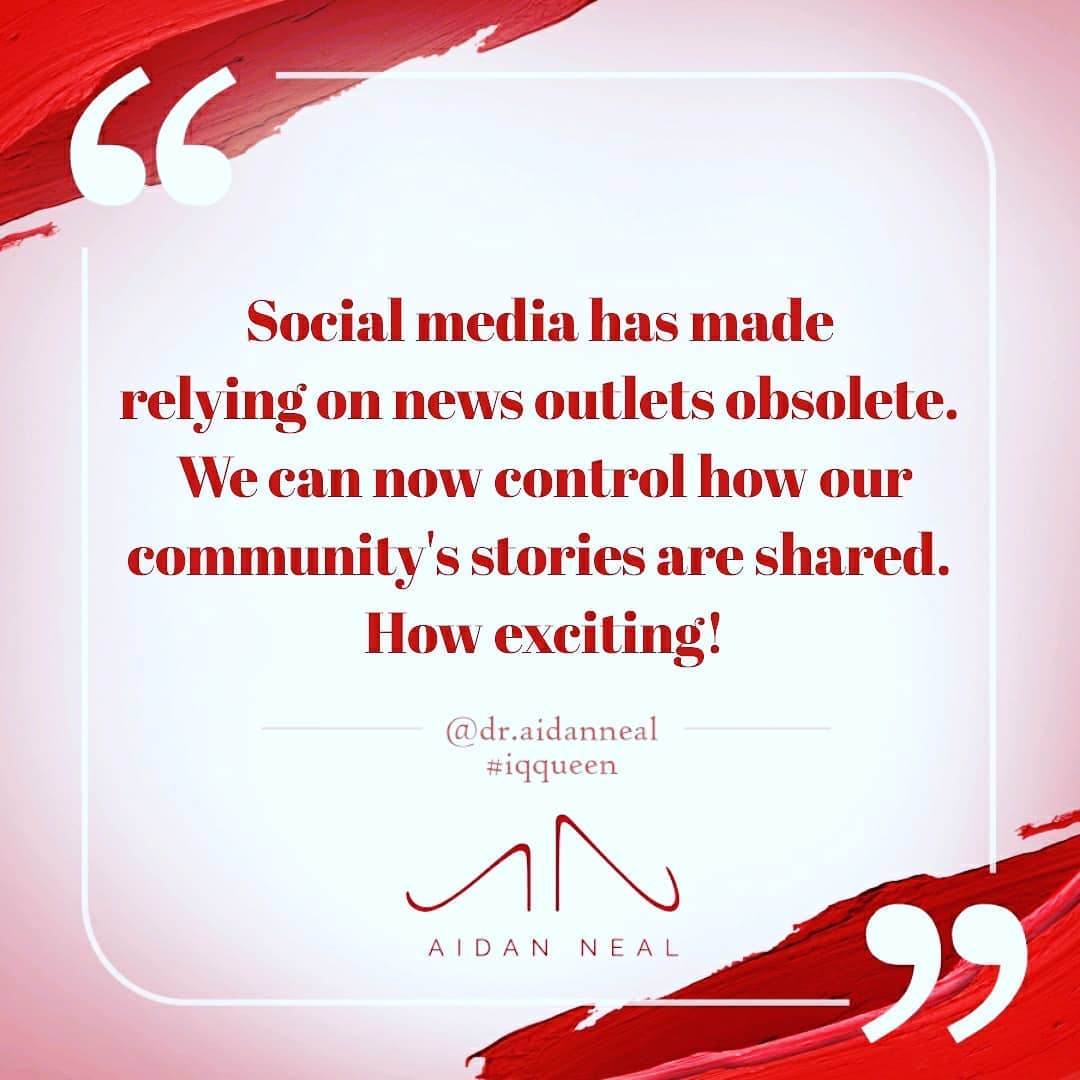 Social media has made
relying on news outlets obsolete.
We can now control how our
community's stories are shared.
How exciting!
@dr.aidanneal
#iqqueen
AIDAN NEAL